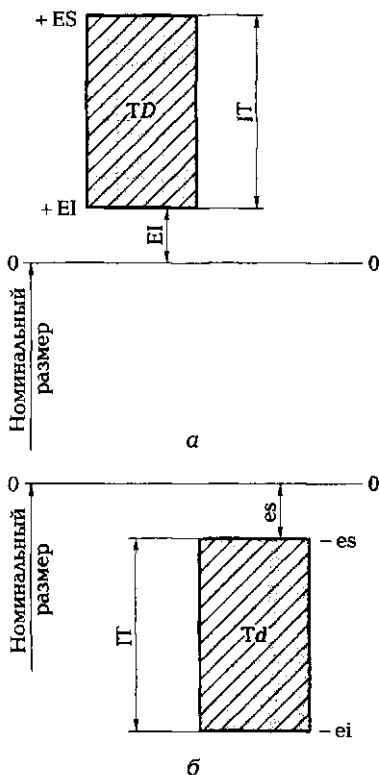 + ES
TD
IT
+ EI
EI
0 0
Номинальный
размер
а
0 0
Номинальный
размер
es
– es
IT
Td
– ei
б